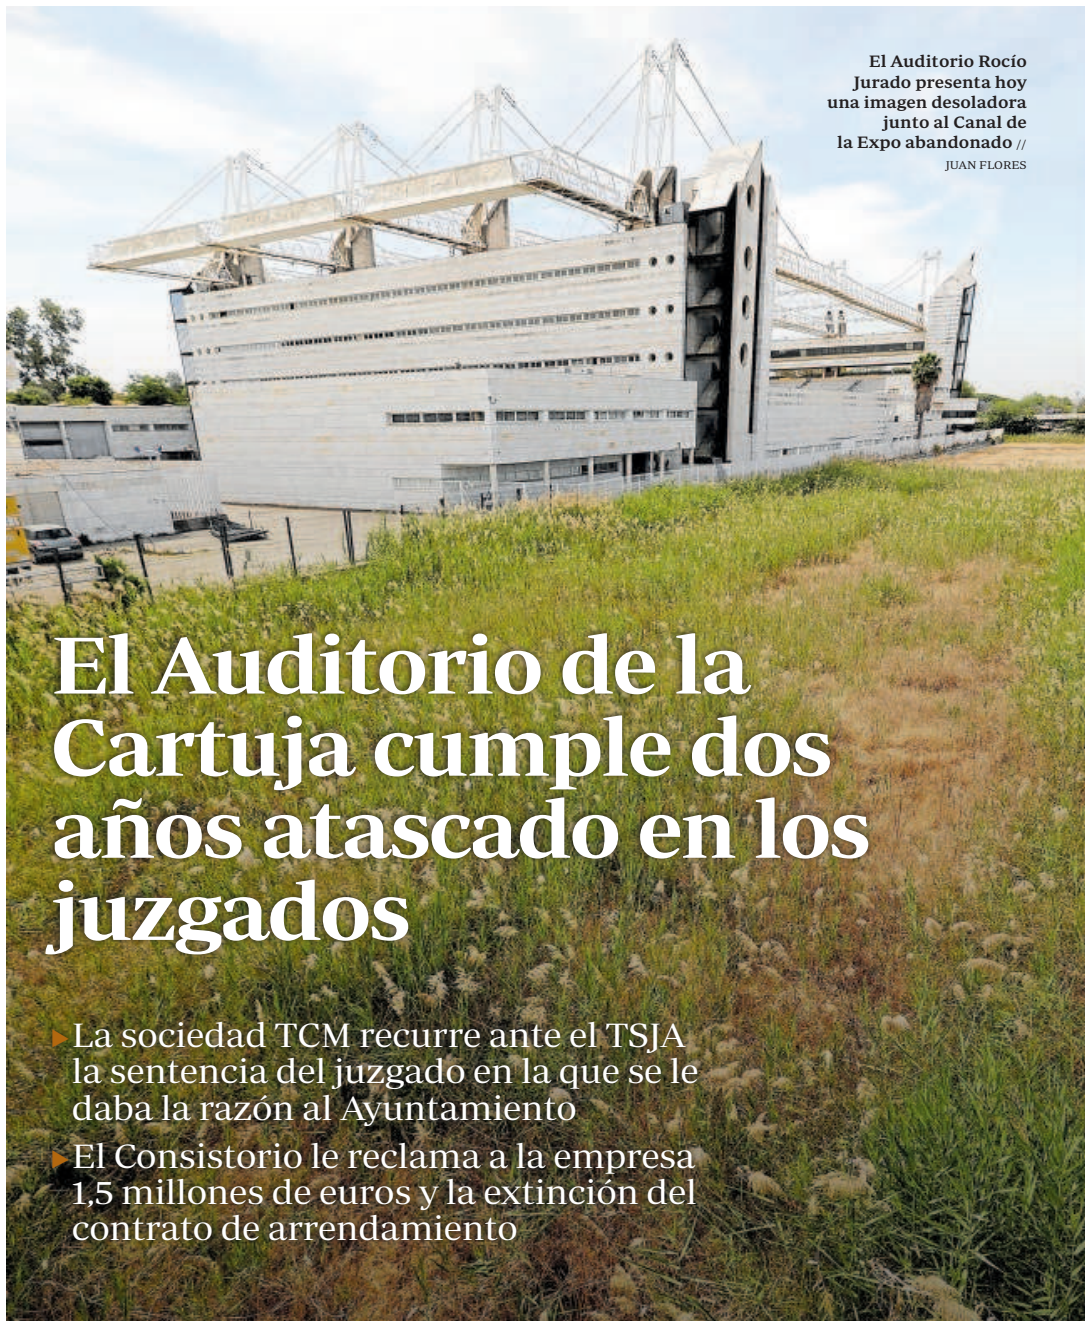 El Auditorio Rocío
Jurado presenta hoy
una imagen desoladora
junto al Canal de
la Expo abandonado //
JUAN FLORES
El Auditorio de la
Cartuja cumple dos
años atascado en los
juzgados
▶La sociedad TCM recurre ante el TSJA
la sentencia del juzgado en la que se le
daba la razón al Ayuntamiento
▶El Consistorio le reclama a la empresa
1,5 millones de euros y la extinción del
contrato de arrendamiento